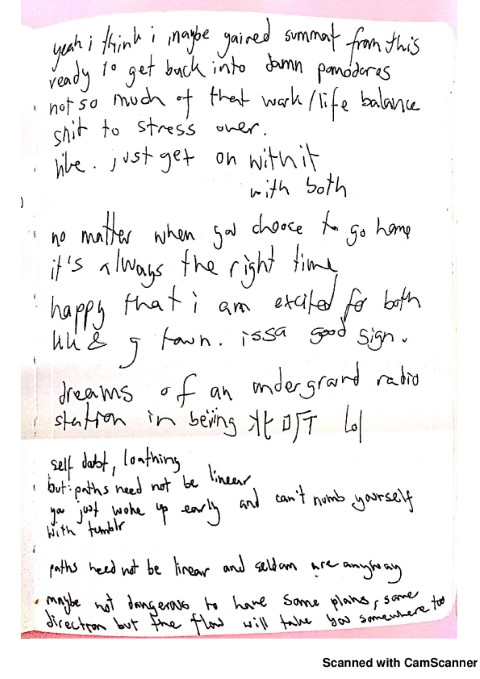 yeah i think i maybe gained summat from this
ready to get back into damn pomodoros
not so much of that work/life balance
shit to stress over.
like. just get on with it
with both
no matter when you choose to go home
it's always the right time
happy that i am excited for both
hk & g town. issa good sign.
dreams of an underground radio
station in beijing 北 lol
self doubt, loathing
but: paths need not be linear
you just woke up early and can't numb yourself
with tumblr
paths need not be linear and seldom are anyway
maybe not dangerous to have some plans, some
direction but the flow will take you somewhere too
Scanned with CamScanner